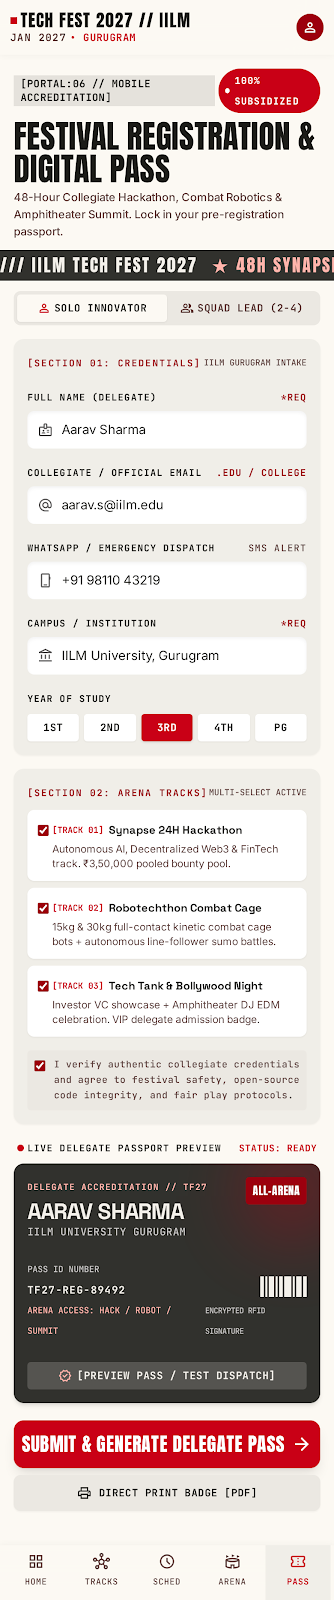 TECH FEST 2027 // IILM
JAN 2027 • GURUGRAM
[PORTAL:06 // MOBILE
ACCREDITATION]
100%
SUBSIDIZED
FESTIVAL REGISTRATION &
DIGITAL PASS
48-Hour Collegiate Hackathon, Combat Robotics &
Amphitheater Summit. Lock in your pre-registration
passport.
/// IILM TECH FEST 2027 ★ 48H SYNAPS
SOLO INNOVATOR
SQUAD LEAD (2-4)
[SECTION 01: CREDENTIALS] IILM GURUGRAM INTAKE
FULL NAME (DELEGATE) *REQ
Aarav Sharma
COLLEGIATE / OFFICIAL EMAIL .EDU / COLLEGE
aarav.s@iilm.edu
WHATSAPP / EMERGENCY DISPATCH SMS ALERT
+91 98110 43219
CAMPUS / INSTITUTION *REQ
IILM University, Gurugram
YEAR OF STUDY
1ST 2ND 3RD 4TH PG
[SECTION 02: ARENA TRACKS] MULTI-SELECT ACTIVE
[TRACK 01] Synapse 24H Hackathon
Autonomous AI, Decentralized Web3 & FinTech
track. ₹3,50,000 pooled bounty pool.
[TRACK 02] Robotechthon Combat Cage
15kg & 30kg full-contact kinetic combat cage
bots + autonomous line-follower sumo battles.
[TRACK 03] Tech Tank & Bollywood Night
Investor VC showcase + Amphitheater DJ EDM
celebration. VIP delegate admission badge.
I verify authentic collegiate credentials
and agree to festival safety, open-source
code integrity, and fair play protocols.
LIVE DELEGATE PASSPORT PREVIEW STATUS: READY
DELEGATE ACCREDITATION // TF27
ALL-ARENA
AARAV SHARMA
IILM UNIVERSITY GURUGRAM
PASS ID NUMBER
TF27-REG-89492
ARENA ACCESS: HACK / ROBOT /
SUMMIT
ENCRYPTED RFID
SIGNATURE
[PREVIEW PASS / TEST DISPATCH]
SUBMIT & GENERATE DELEGATE PASS →
DIRECT PRINT BADGE [PDF]
HOME TRACKS SCHED ARENA PASS